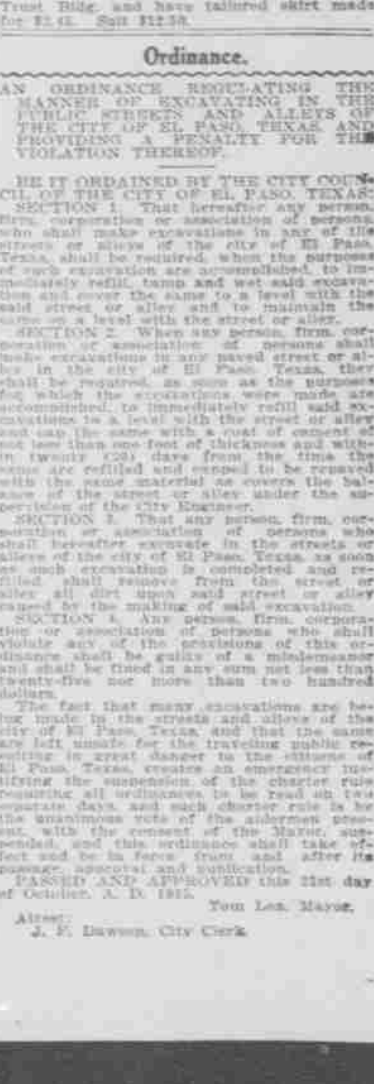 Trust Bldg. and have tailored skirt made
for $2.45. Suit $12.50.
Ordinance.
AN ORDINANCE REGULATING THE
MANNER OF EXCAVATING IN THE
PUBLIC STREETS AND ALLEYS OF
THE CITY OF EL PASO, TEXAS, AND
PROVIDING A PENALTY FOR THE
VIOLATION THEREOF.
BE IT ORDAINED BY THE CITY COUN-
CIL OF THE CITY OF EL PASO, TEXAS:
SECTION 1. That hereafter any person,
firm, corporation or association of persons
who shall make excavations in any of the
streets or alleys of the city of El Paso,
Texas, shall be required, when the purposes
of such excavation are accomplished, to im-
mediately refill, tamp and wet said excava-
tion and cover the same to a level with the
said street or alley and to maintain the
same on a level with the street or alley.
SECTION 2. When any person, firm, cor-
poration or association of persons shall
make excavations in any paved street or al-
ley in the city of El Paso, Texas, they
shall be required, as soon as the purposes
for which the excavations were made are
accomplished, to immediately refill said ex-
cavations to a level with the street or alley
and cap the same with a coat of cement of
not less than one foot of thickness and with-
in twenty (20) days from the time the
same are refilled and capped to be repaved
with the same material as covers the bal-
ance of the street or alley under the su-
pervision of the City Engineer.
SECTION 3. That any person, firm, cor-
poration or association of persons who
shall hereafter excavate in the streets or
alleys of the city of El Paso, Texas, as soon
as such excavation is completed and re-
filled, shall remove from the street or
alley all dirt upon said street or alley
caused by the making of said excavation.
SECTION 4. Any person, firm, corpora-
tion or association of persons who shall
violate any of the provisions of this or-
dinance shall be guilty of a misdemeanor
and shall be fined in any sum not less than
twenty-five nor more than two hundred
dollars.
The fact that many excavations are be-
ing made in the streets and alleys of the
city of El Paso, Texas, and that the same
are left unsafe for the traveling public re-
sulting in great danger to the citizens of
El Paso, Texas, creates an emergency jus-
tifying the suspension of the charter rule
requiring all ordinances to be read on two
separate days, and such charter rule is by
the unanimous vote of the aldermen pres-
ent, with the consent of the Mayor, sus-
pended, and this ordinance shall take ef-
fect and be in force from and after its
passage, approval and publication.
PASSED AND APPROVED this 21st day
of October, A. D. 1915.
Tom Lea, Mayor.
Attest:
J. F. Dawson, City Clerk.